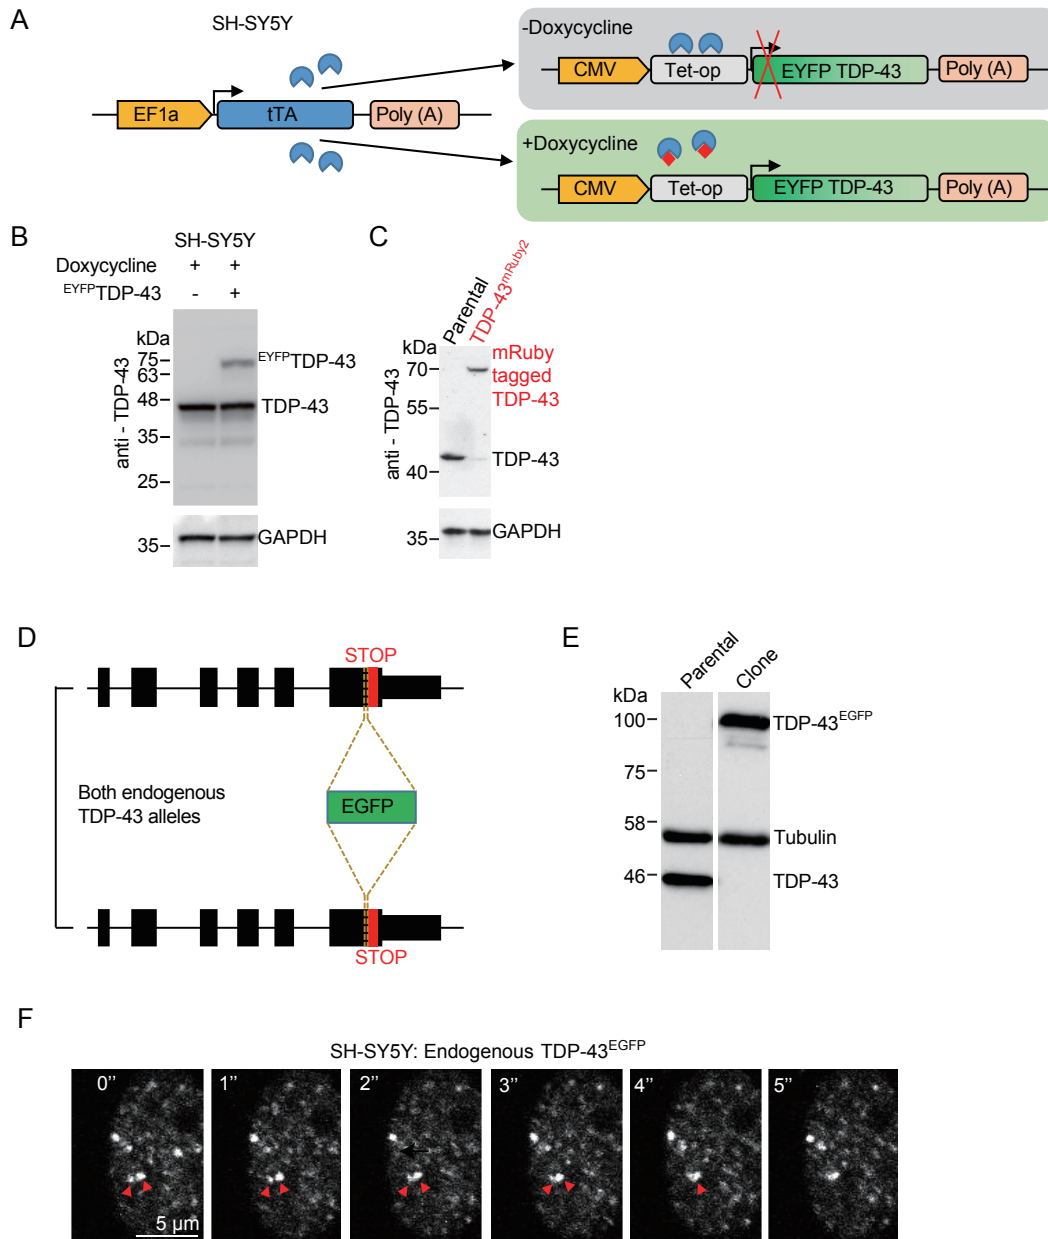 A
SH-SY5Y
EF1a
tTA
Poly (A)
-Doxycycline
CMV
Tet-op
EYFP TDP-43
Poly (A)
+Doxycycline
CMV
Tet-op
EYFP TDP-43
Poly (A)
B
SH-SY5Y
Doxycycline + +
EYFPTDP-43 - +
kDa
75
63
48
35
25
35
anti - TDP-43
EYFPTDP-43
TDP-43
GAPDH
C
Parental
TDP-43mRuby2
kDa
70
55
40
35
anti - TDP-43
mRuby
tagged
TDP-43
TDP-43
GAPDH
D
STOP
Both endogenous
TDP-43 alleles
EGFP
STOP
E
Parental
Clone
kDa
100
75
58
46
TDP-43EGFP
Tubulin
TDP-43
F
SH-SY5Y: Endogenous TDP-43EGFP
0’’ 1’’ 2’’ 3’’ 4’’ 5’’
5 µm